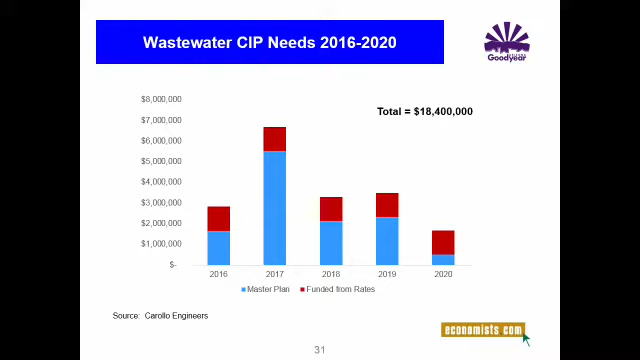 Wastewater CIP Needs 2016-2020
Goodyear
Total = $18,400,000
$8,000,000
$7,000,000
$6,000,000
$5,000,000
$4,000,000
$3,000,000
$2,000,000
$1,000,000
$-
2016 2017 2018 2019 2020
Master Plan Funded from Rates
Source: Carollo Engineers
economists.com
31